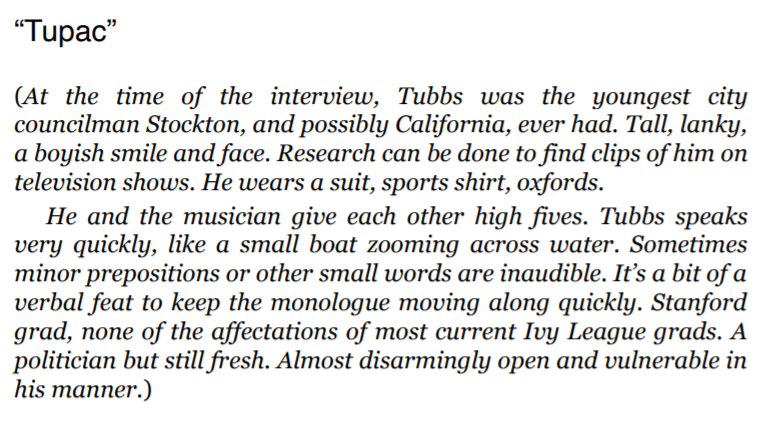 “Tupac”
(At the time of the interview, Tubbs was the youngest city
councilman Stockton, and possibly California, ever had. Tall, lanky,
a boyish smile and face. Research can be done to find clips of him on
television shows. He wears a suit, sports shirt, oxfords.
He and the musician give each other high fives. Tubbs speaks
very quickly, like a small boat zooming across water. Sometimes
minor prepositions or other small words are inaudible. It’s a bit of a
verbal feat to keep the monologue moving along quickly. Stanford
grad, none of the affectations of most current Ivy League grads. A
politician but still fresh. Almost disarmingly open and vulnerable in
his manner.)